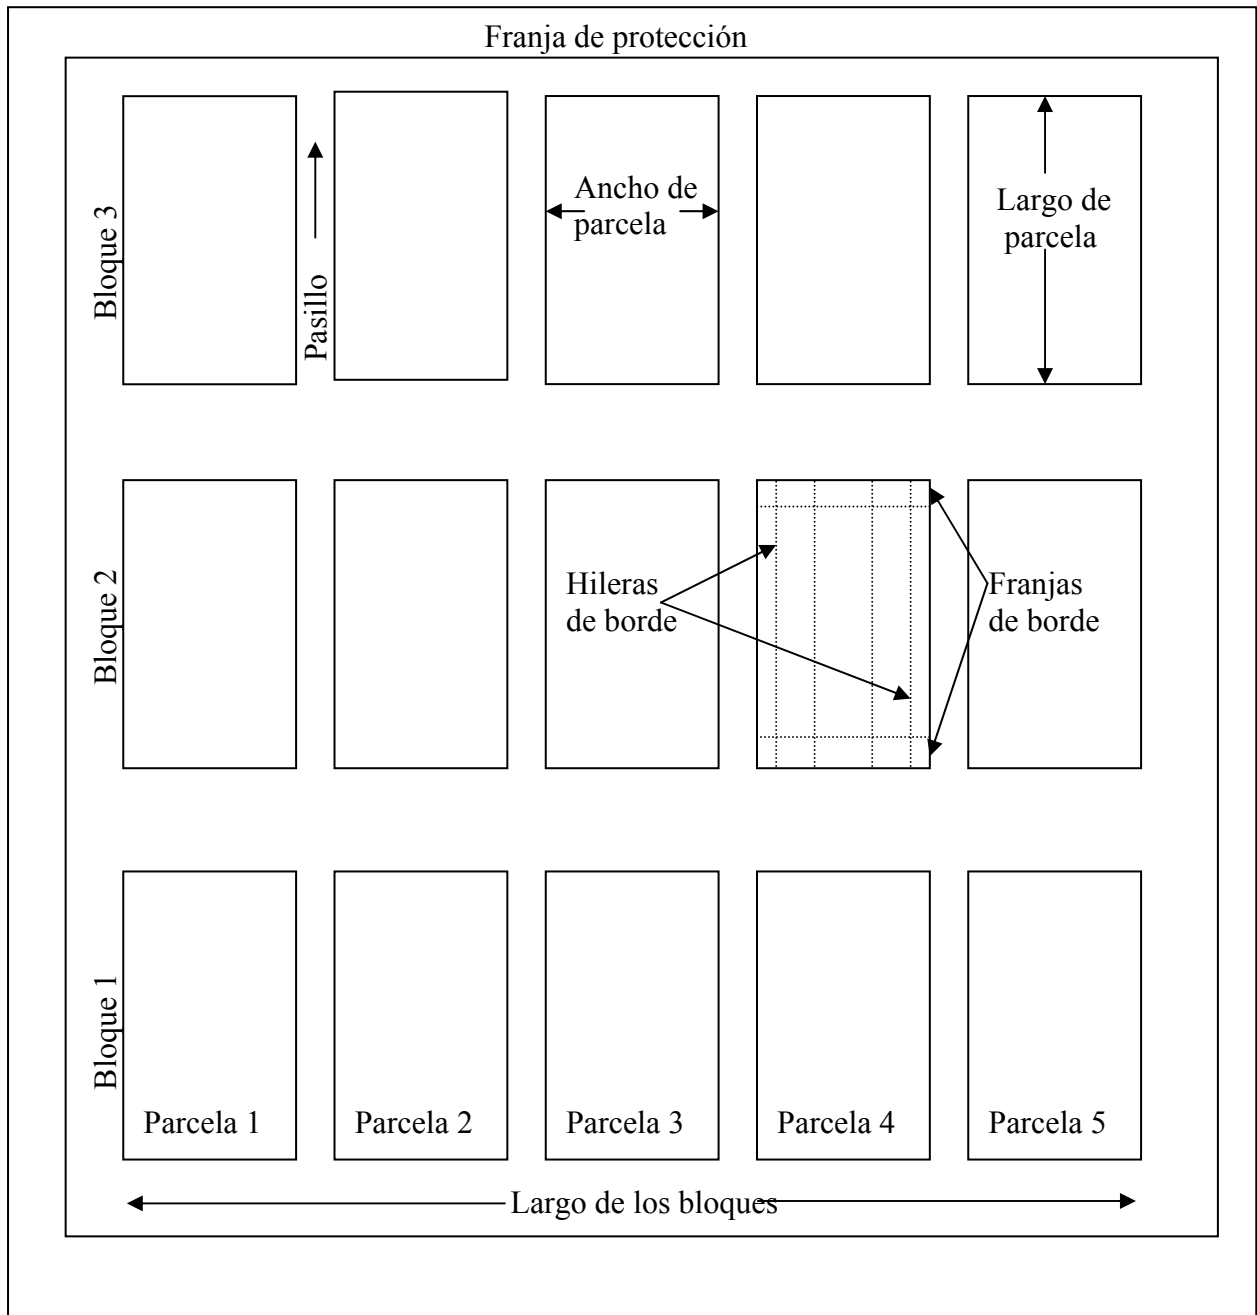 Franja de protección
Bloque 3
Pasillo
Ancho de
parcela
Largo de
parcela
Bloque 2
Hileras
de borde
Franjas
de borde
Bloque 1
Parcela 1
Parcela 2
Parcela 3
Parcela 4
Parcela 5
Largo de los bloques